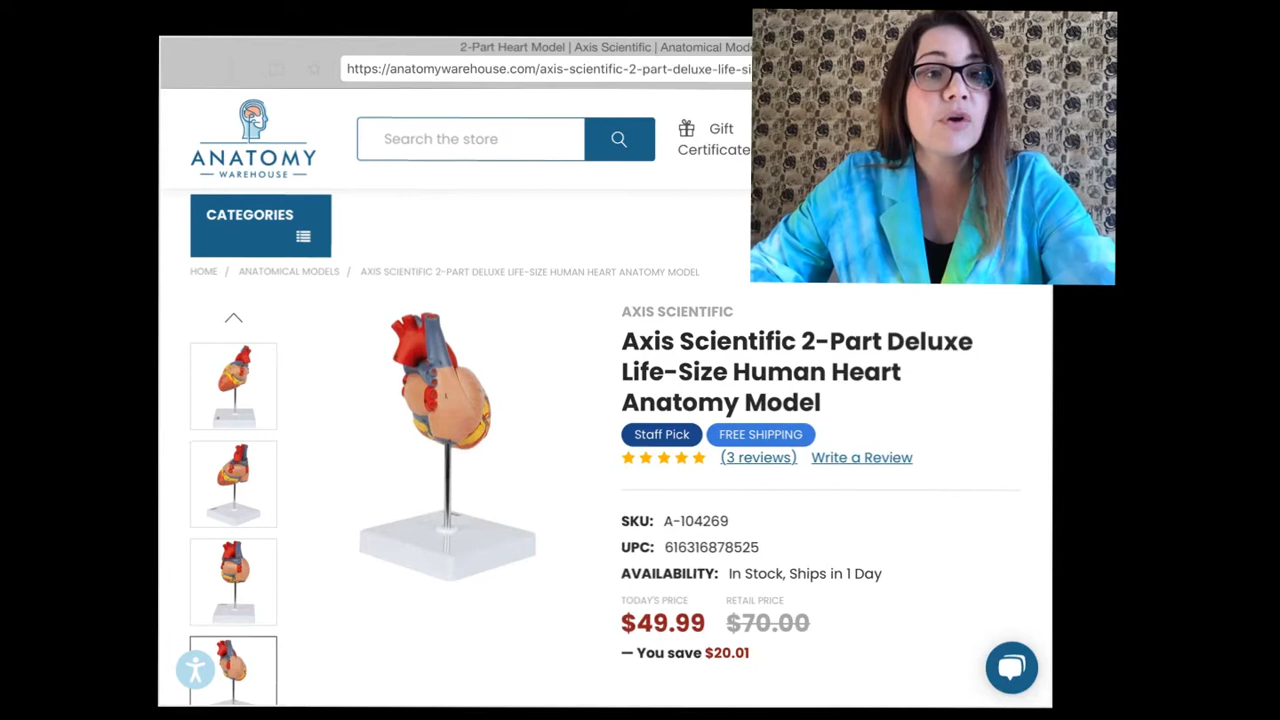 2-Part Heart Model | Axis Scientific | Anatomical Mode
https://anatomywarehouse.com/axis-scientific-2-part-deluxe-life-si
ANATOMY
WAREHOUSE
Search the store
Gift
Certificate
CATEGORIES
HOME / ANATOMICAL MODELS / AXIS SCIENTIFIC 2-PART DELUXE LIFE-SIZE HUMAN HEART ANATOMY MODEL
AXIS SCIENTIFIC
Axis Scientific 2-Part Deluxe
Life-Size Human Heart
Anatomy Model
Staff Pick FREE SHIPPING
(3 reviews) Write a Review
SKU: A-104269
UPC: 616316878525
AVAILABILITY: In Stock, Ships in 1 Day
TODAY'S PRICE RETAIL PRICE
$49.99 $70.00
— You save $20.01